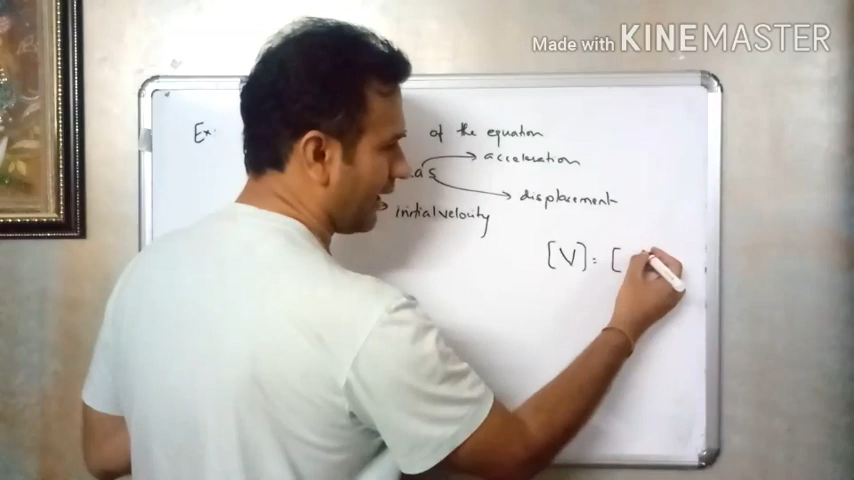 Made with KINEMASTER
Ex. of the equation
acceleration
as
displacement
initial velocity
[V] = [